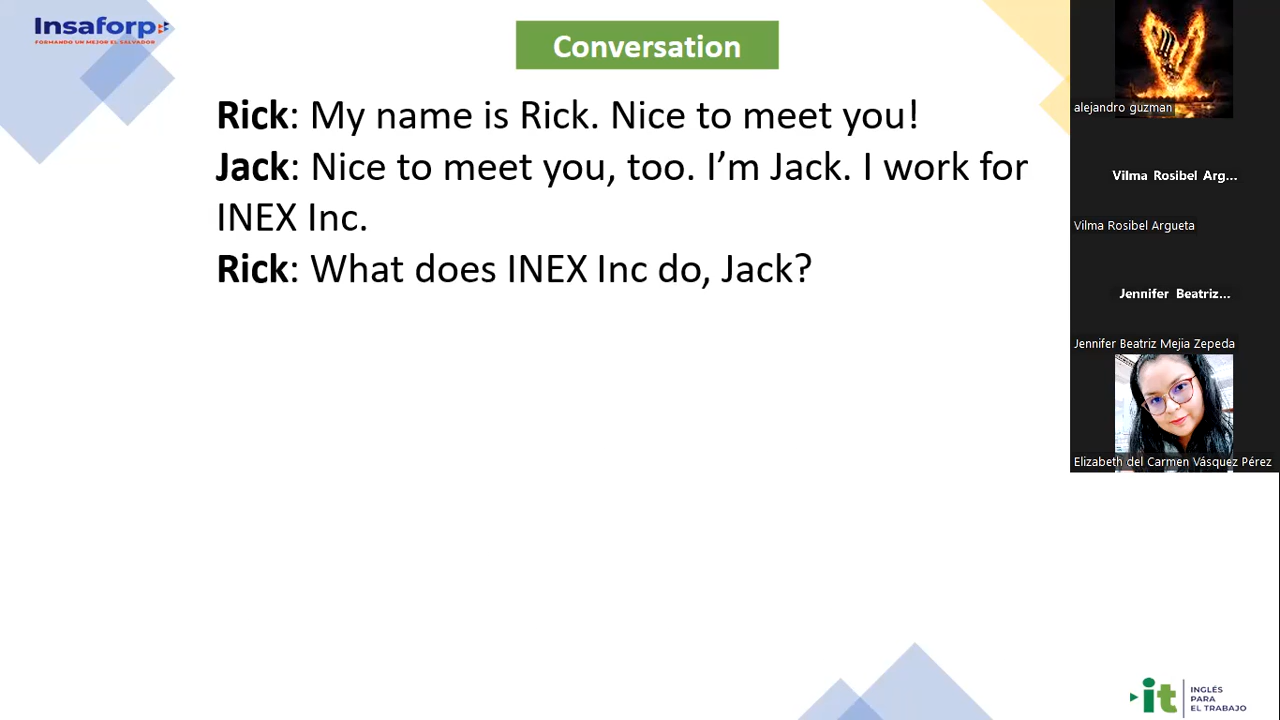 Insaforp
FORMANDO UN MEJOR EL SALVADOR
Conversation
Rick: My name is Rick. Nice to meet you!
Jack: Nice to meet you, too. I’m Jack. I work for
INEX Inc.
Rick: What does INEX Inc do, Jack?
alejandro guzman
Vilma Rosibel Arg...
Vilma Rosibel Argueta
Jennifer Beatriz...
Jennifer Beatriz Mejia Zepeda
Elizabeth del Carmen Vásquez Pérez
it
INGLÉS
PARA
EL TRABAJO